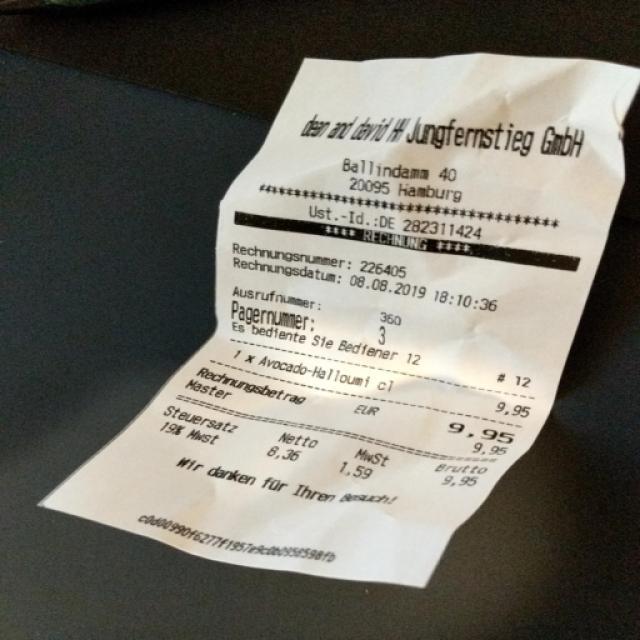 dean and david HH Jungfernstieg GmbH
Ballindamm 40
20095 Hamburg
Ust.-Id.:DE 282311424
**** RECHNUNG ****
Rechnungsnummer: 226405
Rechnungsdatum: 08.08.2019 18:10:36
Ausrufnummer: 360
Pagernummer: 3
Es bediente Sie Bediener 12 # 12
1 x Avocado-Halloumi cl 9,95
Rechnungsbetrag EUR 9,95
Master 9,95
Steuersatz Netto MwSt Brutto
19% Mwst 8,36 1.59 9,95
Wir danken für Ihren Besuch!